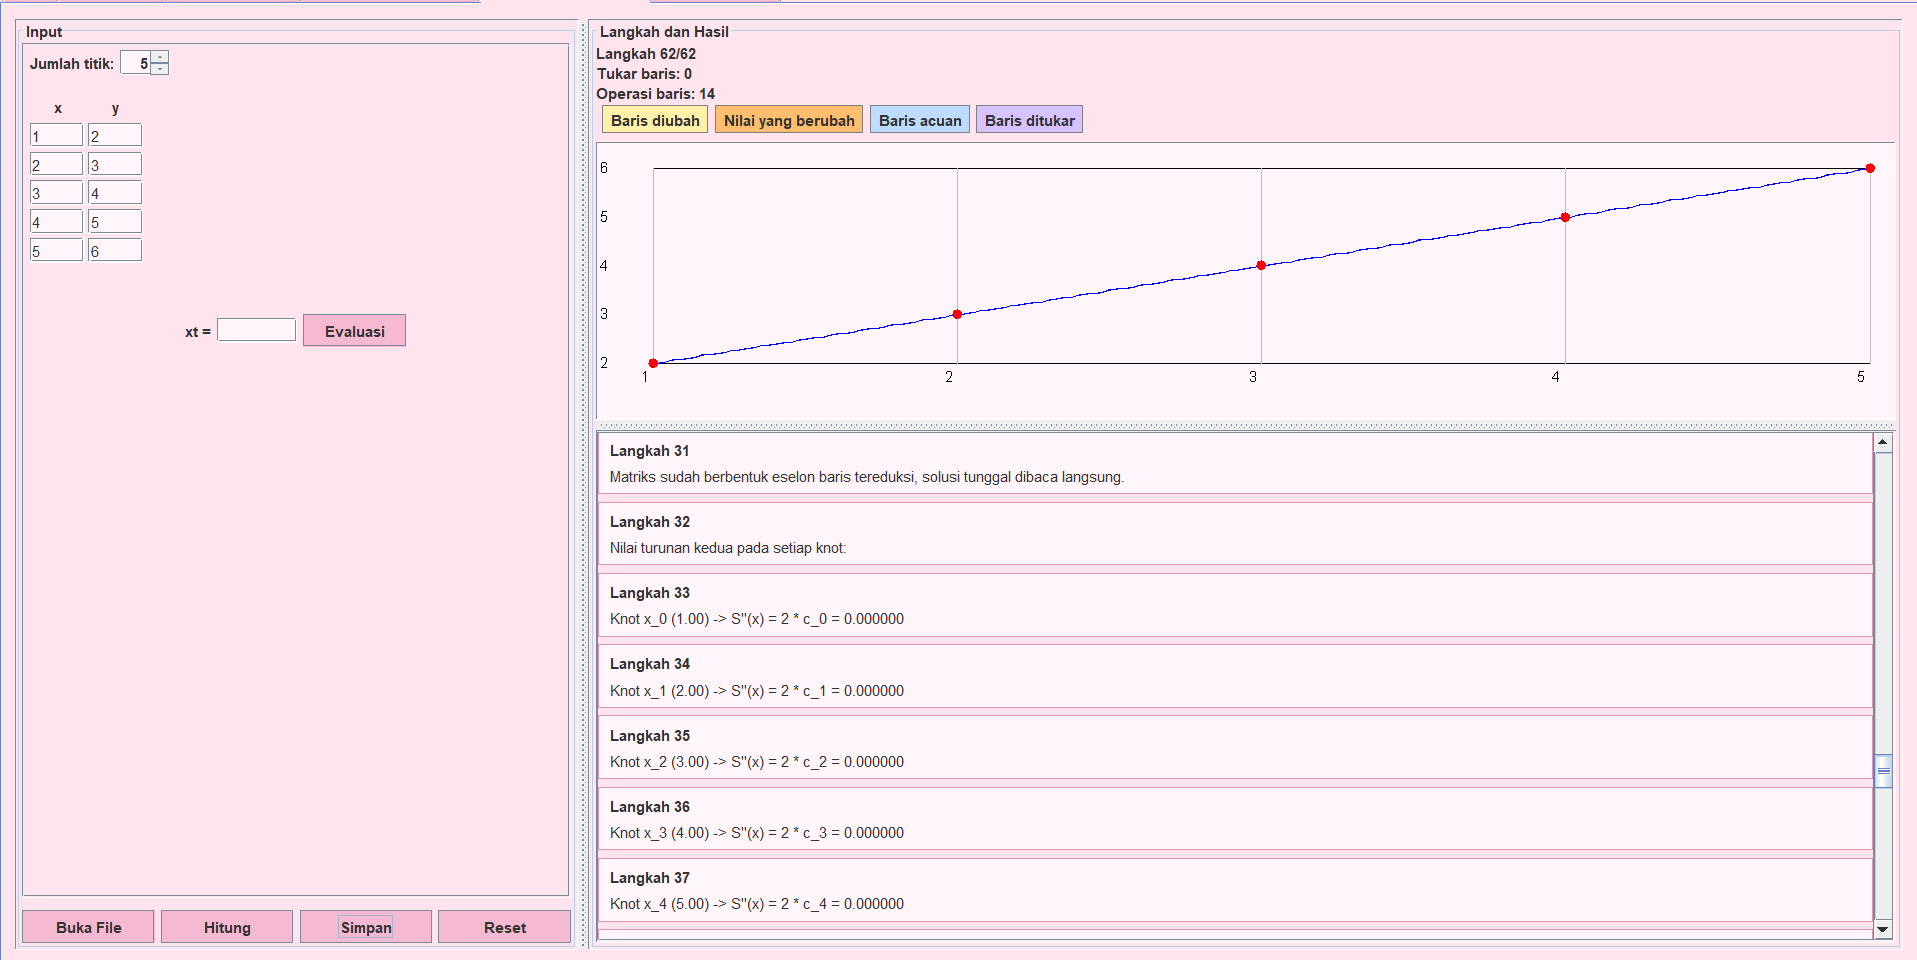 Input
Jumlah titik: 5
x y
1 2
2 3
3 4
4 5
5 6
xt = Evaluasi
Buka File Hitung Simpan Reset
Langkah dan Hasil
Langkah 62/62
Tukar baris: 0
Operasi baris: 14
Baris diubah Nilai yang berubah Baris acuan Baris ditukar
6
5
4
3
2
1 2 3 4 5
Langkah 31
Matriks sudah berbentuk eselon baris tereduksi, solusi tunggal dibaca langsung.
Langkah 32
Nilai turunan kedua pada setiap knot:
Langkah 33
Knot x_0 (1.00) -> S"(x) = 2 * c_0 = 0.000000
Langkah 34
Knot x_1 (2.00) -> S"(x) = 2 * c_1 = 0.000000
Langkah 35
Knot x_2 (3.00) -> S"(x) = 2 * c_2 = 0.000000
Langkah 36
Knot x_3 (4.00) -> S"(x) = 2 * c_3 = 0.000000
Langkah 37
Knot x_4 (5.00) -> S"(x) = 2 * c_4 = 0.000000